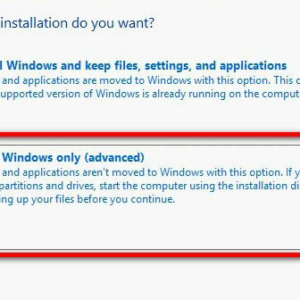 installation do you want?
l Windows and keep files, settings, and applications
and applications are moved to Windows with this option. This o
upported version of Windows is already running on the comput
Windows only (advanced)
and applications aren't moved to Windows with this option. If y
partitions and drives, start the computer using the installation di
ing up your files before you continue.